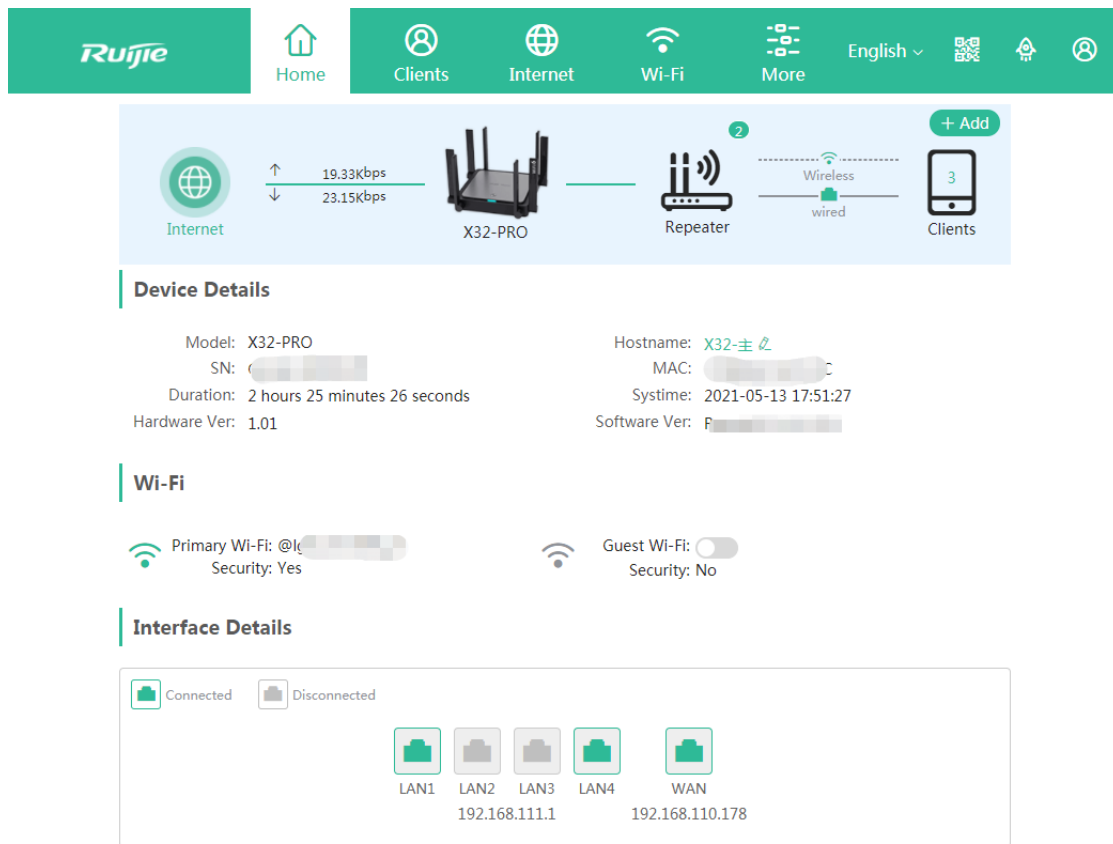 Ruijie
Home Clients Internet Wi-Fi More English
2
+ Add
↑ 19.33Kbps
↓ 23.15Kbps
Wireless
3
wired
Internet X32-PRO Repeater Clients
Device Details
Model: X32-PRO Hostname: X32-主
SN: MAC: C
Duration: 2 hours 25 minutes 26 seconds Systime: 2021-05-13 17:51:27
Hardware Ver: 1.01 Software Ver:
Wi-Fi
Primary Wi-Fi: Guest Wi-Fi:
Security: Yes Security: No
Interface Details
Connected Disconnected
LAN1 LAN2 LAN3 LAN4 WAN
192.168.111.1 192.168.110.178